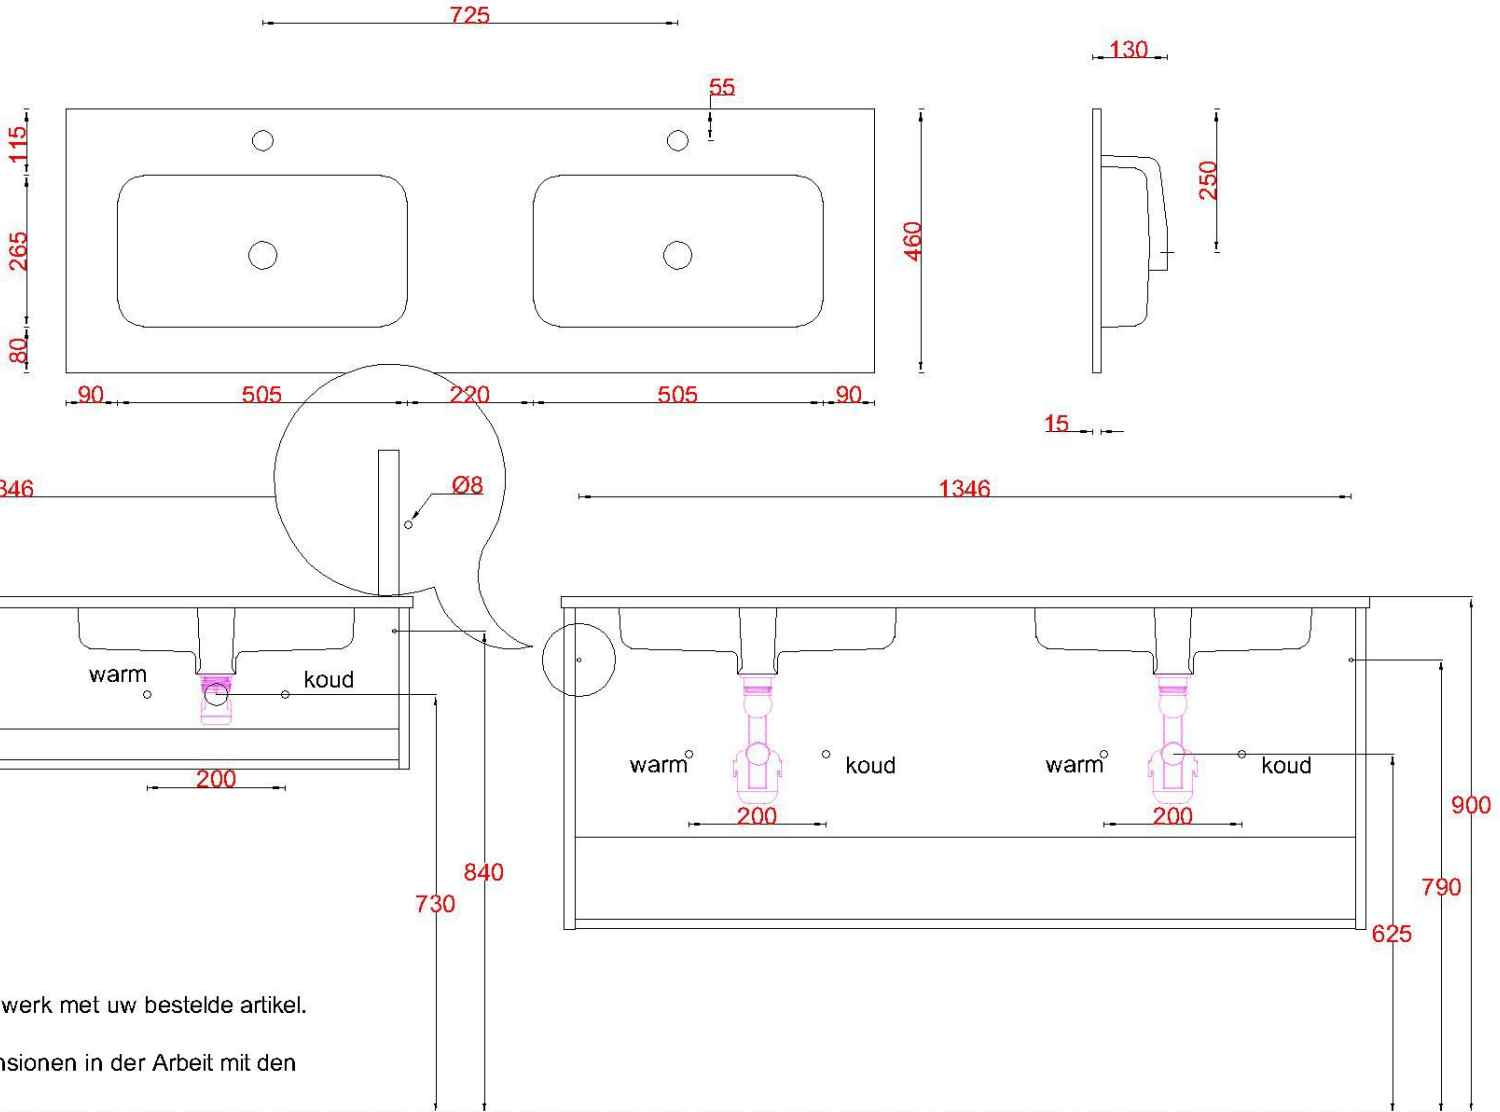 725
130
55
115
265
80
460
250
90 505 220 505 90
15
346
Ø8
1346
warm
koud
200
warm
koud
200
warm
koud
200
840
730
900
790
625
werk met uw bestelde artikel.
nsionen in der Arbeit mit den